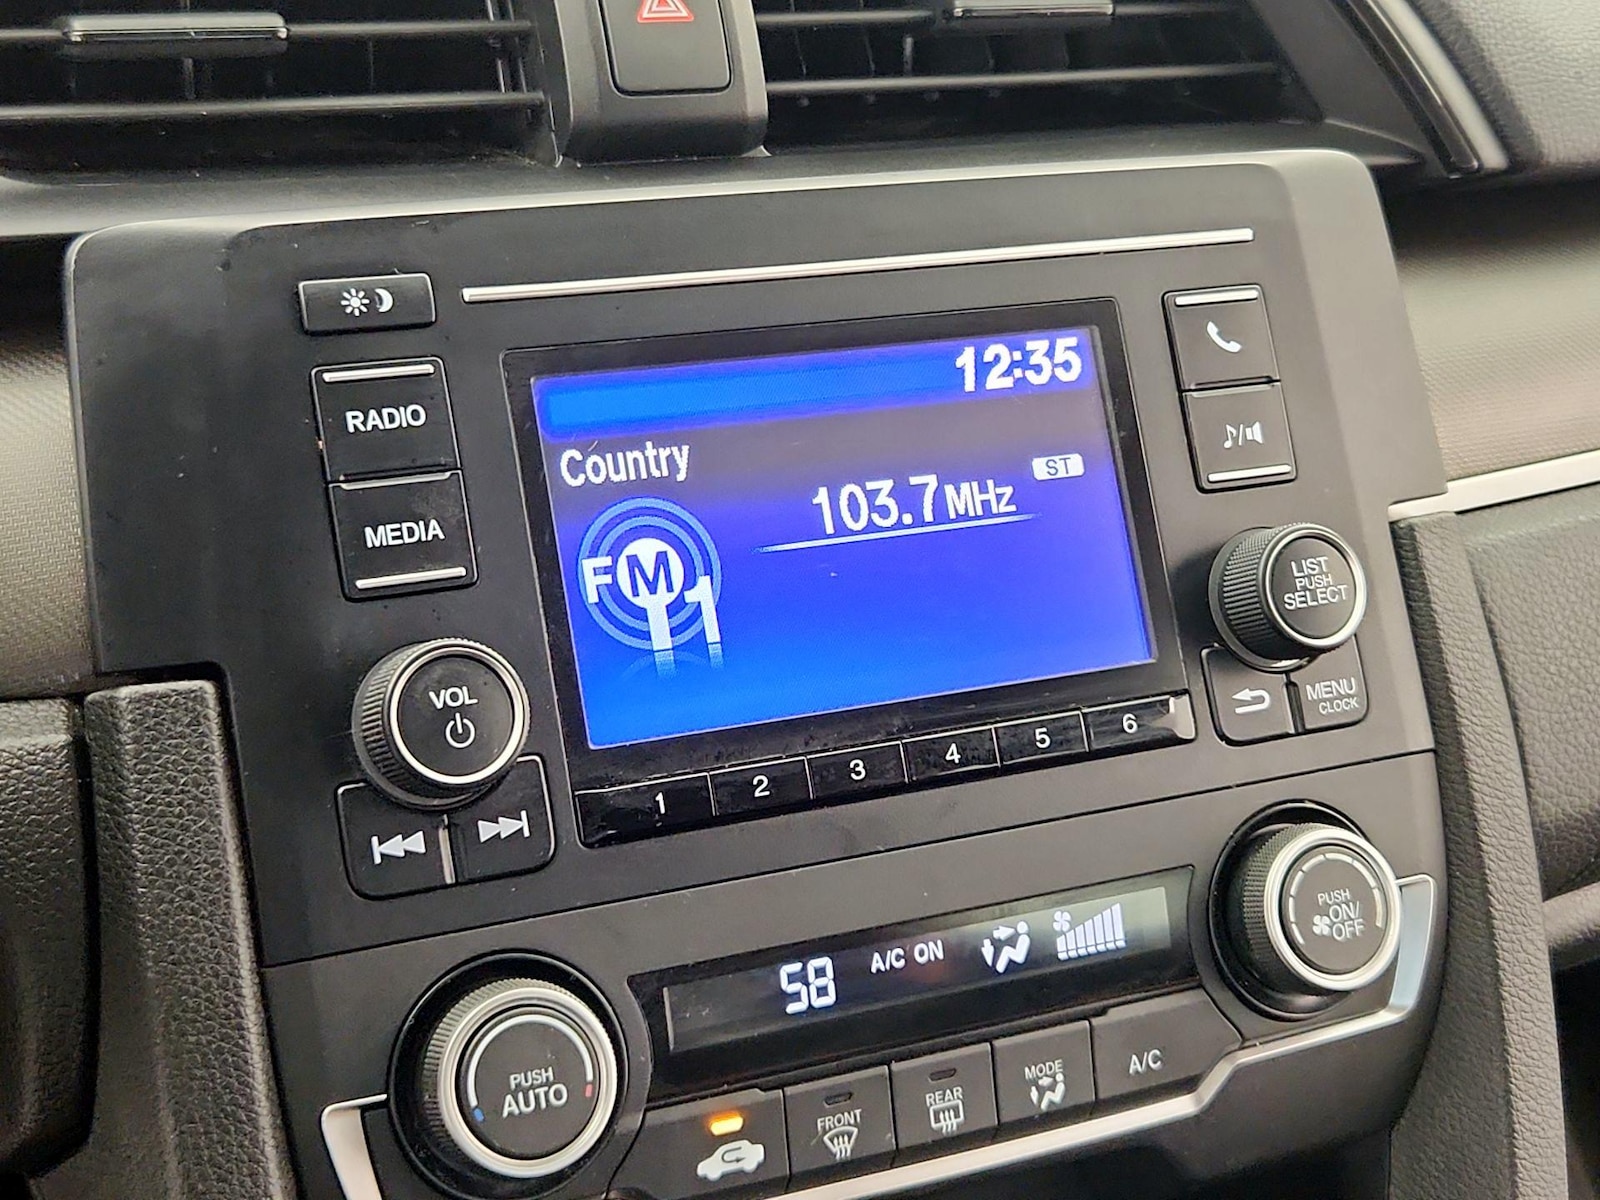 12:35
RADIO
Country
ST
103.7MHz
MEDIA
FM
1
LIST
PUSH
SELECT
VOL
MENU
CLOCK
1 2 3 4 5 6
PUSH
ON/
OFF
58 A/C ON
PUSH
AUTO
FRONT
REAR
MODE
A/C